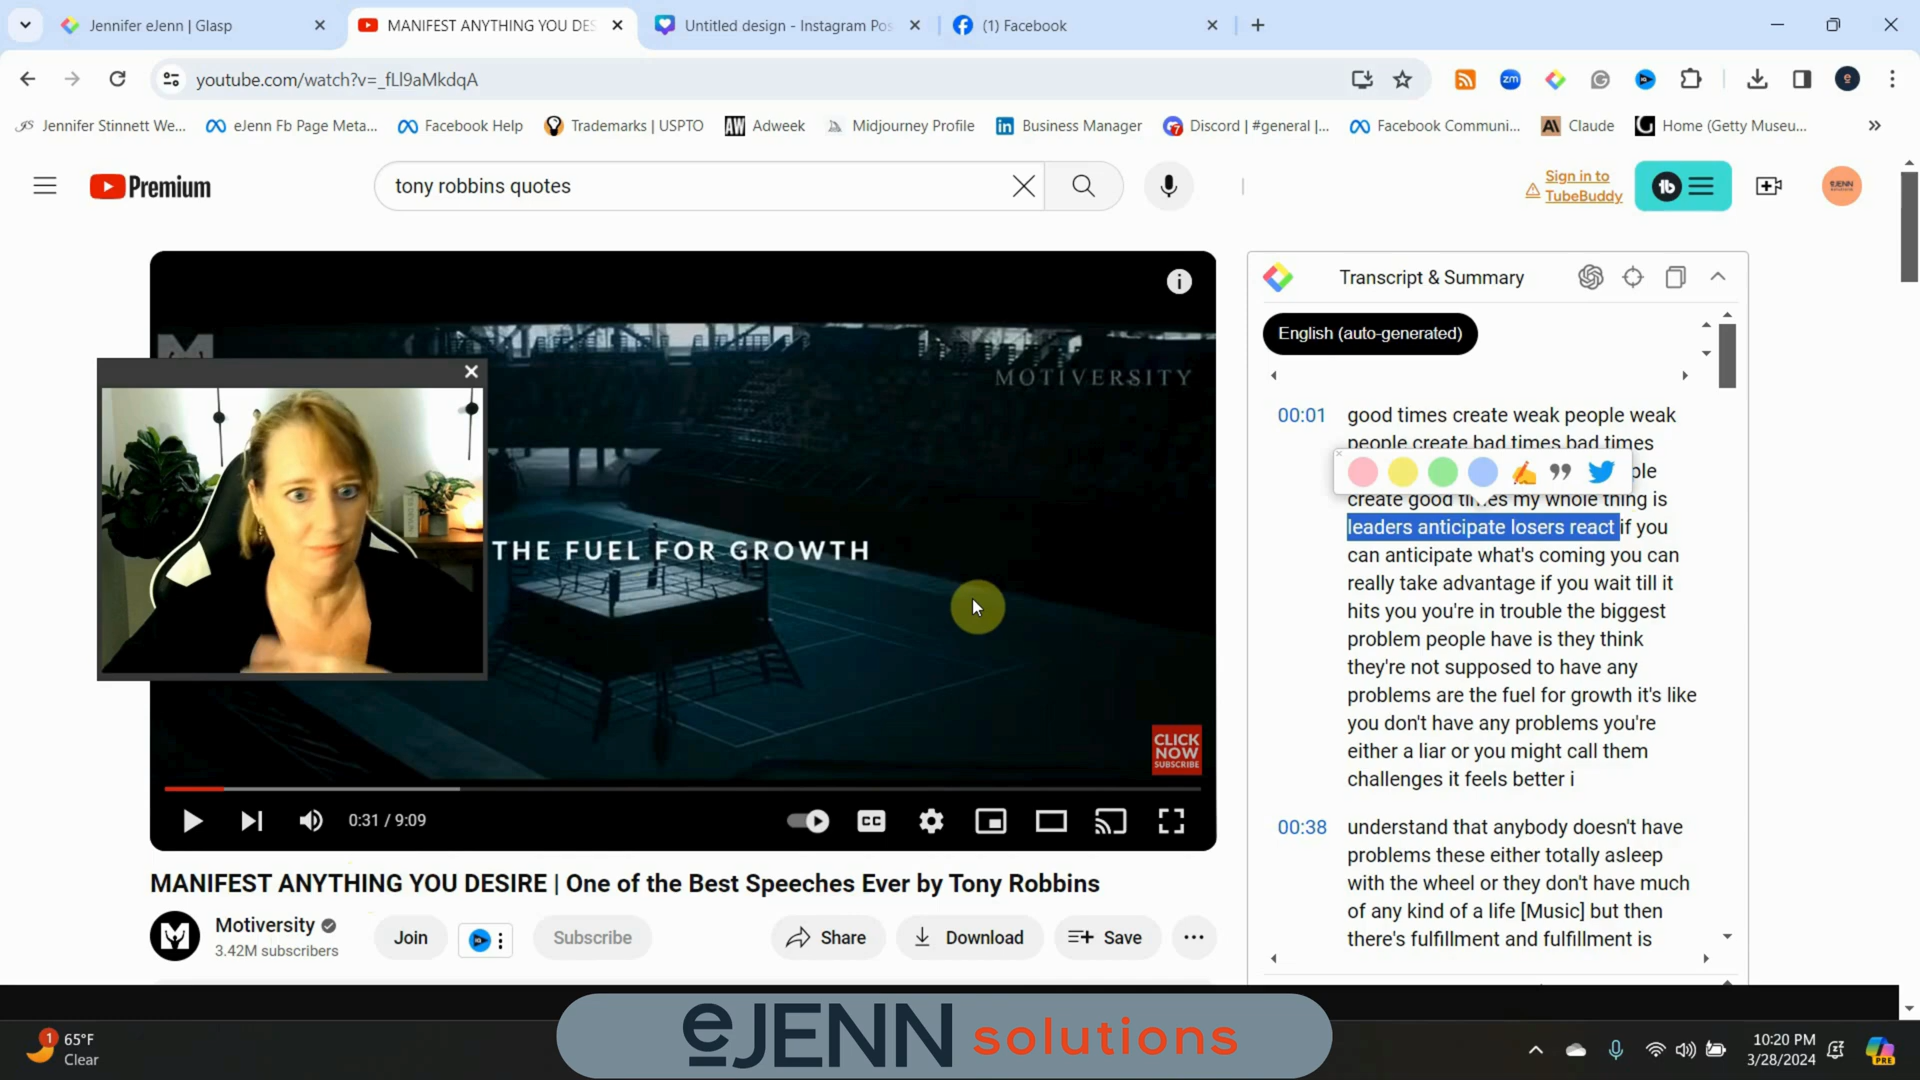 Jennifer eJenn | Glasp
MANIFEST ANYTHING YOU DES
Untitled design - Instagram Pos
(1) Facebook
youtube.com/watch?v=_fLl9aMkdqA
zm
Jennifer Stinnett We...
eJenn Fb Page Meta...
Facebook Help
Trademarks | USPTO
AW Adweek
Midjourney Profile
in Business Manager
Discord | #general |...
Facebook Communi...
A\ Claude
G Home (Getty Museu...
Premium
tony robbins quotes
Sign in to
TubeBuddy
tb
eJENN
MOTIVERSITY
THE FUEL FOR GROWTH
CLICK
NOW
SUBSCRIBE
0:31 / 9:09
CC
MANIFEST ANYTHING YOU DESIRE | One of the Best Speeches Ever by Tony Robbins
Motiversity
3.42M subscribers
Join
Subscribe
Share
Download
Save
Transcript & Summary
English (auto-generated)
00:01
good times create weak people weak
people create bad times bad times
ple
create good times my whole thing is
leaders anticipate losers react if you
can anticipate what's coming you can
really take advantage if you wait till it
hits you you're in trouble the biggest
problem people have is they think
they're not supposed to have any
problems are the fuel for growth it's like
you don't have any problems you're
either a liar or you might call them
challenges it feels better i
00:38
understand that anybody doesn't have
problems these either totally asleep
with the wheel or they don't have much
of any kind of a life [Music] but then
there's fulfillment and fulfillment is
eJENN solutions
1
65°F
Clear
10:20 PM
3/28/2024
PRE